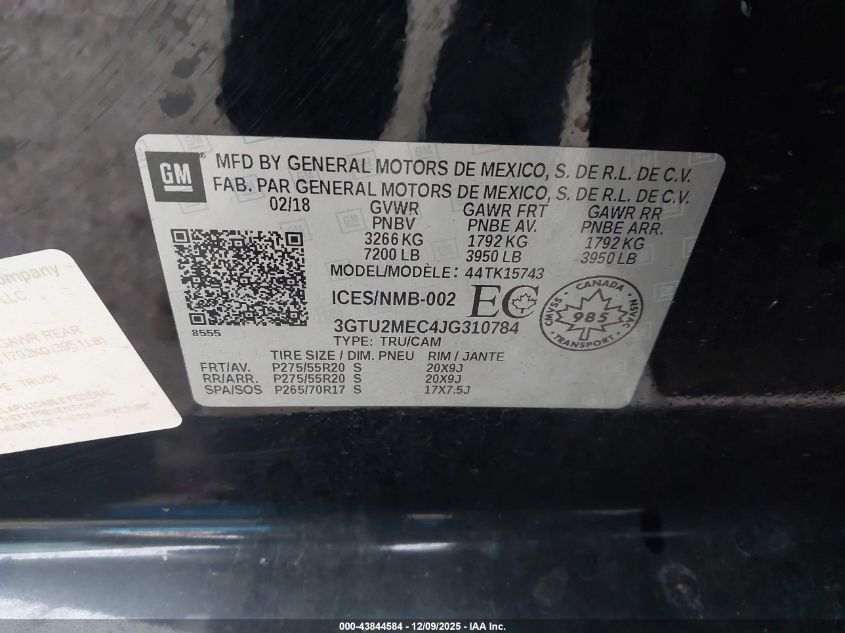 GM
MFD BY GENERAL MOTORS DE MEXICO, S. DE R.L. DE C.V.
FAB. PAR GENERAL MOTORS DE MEXICO, S. DE R.L. DE C.V.
02/18 GVWR GAWR FRT GAWR RR
PNBV PNBE AV. PNBE ARR.
3266 KG 1792 KG 1792 KG
7200 LB 3950 LB 3950 LB
MODEL/MODÈLE: 44TK15743
ICES/NMB-002 EC
8555
3GTU2MEC4JG310784
TYPE: TRU/CAM
CANADA
CMVSS 985 NSVAC
TRANSPORT
TIRE SIZE / DIM. PNEU RIM / JANTE
FRT/AV. P275/55R20 S 20X9J
RR/ARR. P275/55R20 S 20X9J
SPA/SOS P265/70R17 S 17X7.5J
Company
LLC
GAWR REAR
TRUCK
000-43844584 / 12/09/2025 - IAA Inc.